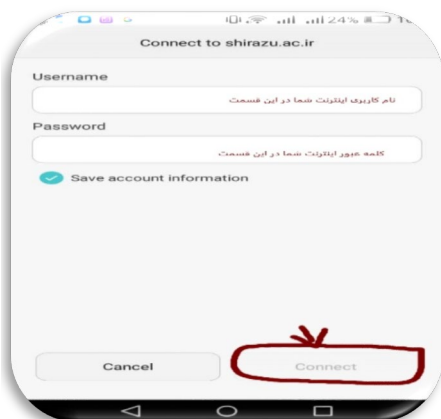 24%
Connect to shirazu.ac.ir
Username
نام کاربری اینترنت شما در این قسمت
Password
کلمه عبور اینترنت شما در این قسمت
Save account information
Cancel
Connect